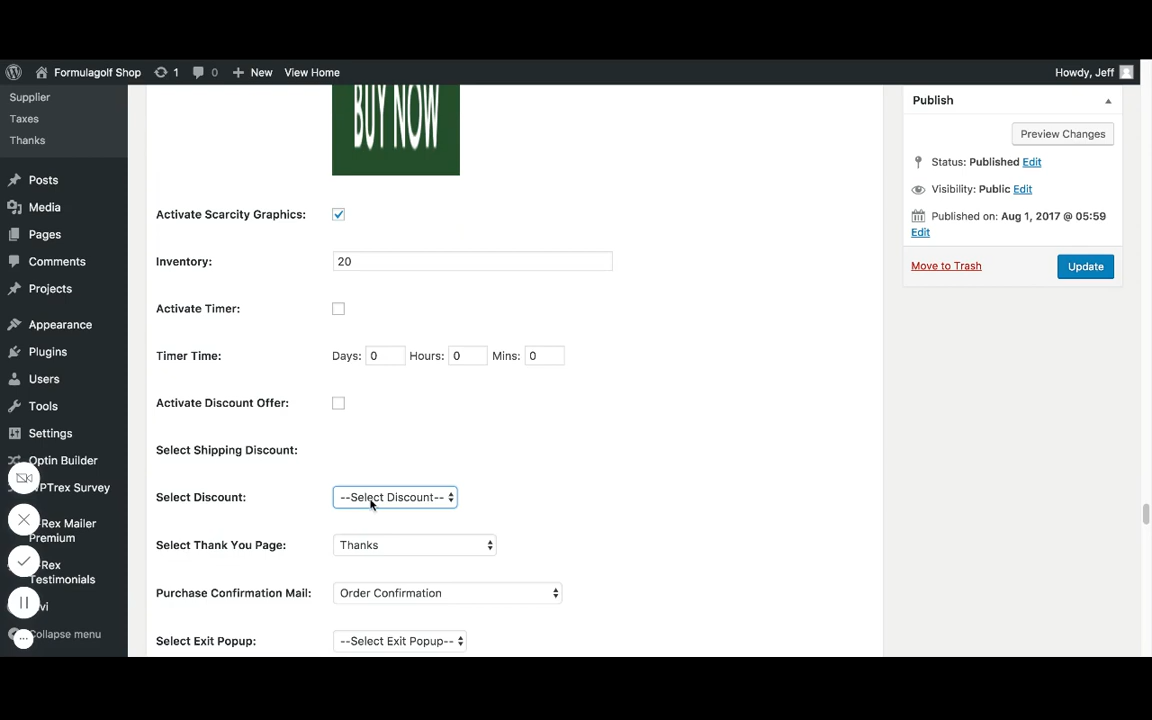 Formulagolf Shop 1 0 New View Home Howdy, Jeff
Supplier
Taxes
Thanks
Posts
Media
Pages
Comments
Projects
Appearance
Plugins
Users
Tools
Settings
Optin Builder
PTrex Survey
-Rex Mailer
Premium
Rex
Testimonials
vi
Collapse menu
BUY NOW
Activate Scarcity Graphics:
Inventory: 20
Activate Timer:
Timer Time: Days: 0 Hours: 0 Mins: 0
Activate Discount Offer:
Select Shipping Discount:
Select Discount: --Select Discount--
Select Thank You Page: Thanks
Purchase Confirmation Mail: Order Confirmation
Select Exit Popup: --Select Exit Popup--
Publish
Preview Changes
Status: Published Edit
Visibility: Public Edit
Published on: Aug 1, 2017 @ 05:59
Edit
Move to Trash Update